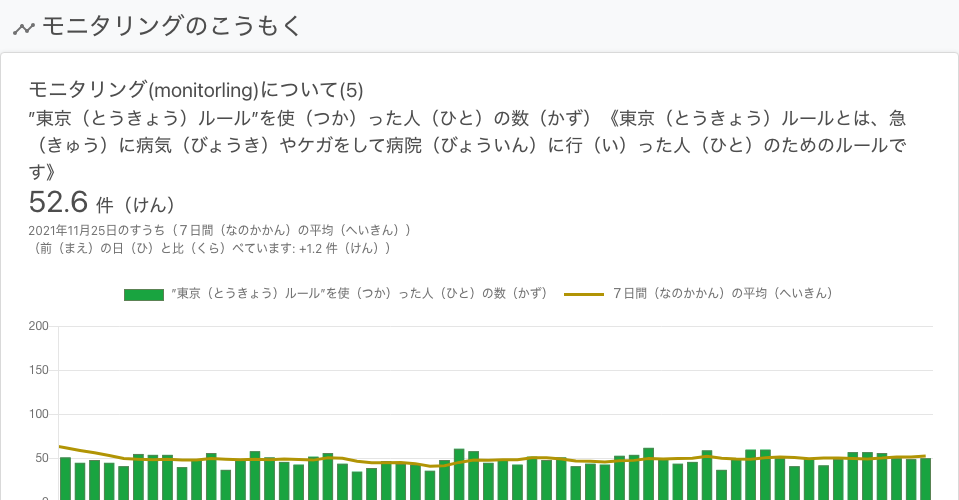 モニタリングのこうもく
モニタリング(monitorling)について(5)
”東京（とうきょう）ルール”を使（つか）った人（ひと）の数（かず）《東京（とうきょう）ルールとは、急
（きゅう）に病気（びょうき）やケガをして病院（びょういん）に行（い）った人（ひと）のためのルールで
す》
52.6 件（けん）
2021年11月25日のすうち（７日間（なのかかん）の平均（へいきん））
（前（まえ）の日（ひ）と比（くら）べています: +1.2 件（けん））
”東京（とうきょう）ルール”を使（つか）った人（ひと）の数（かず） ７日間（なのかかん）の平均（へいきん）
200
150
100
50
0